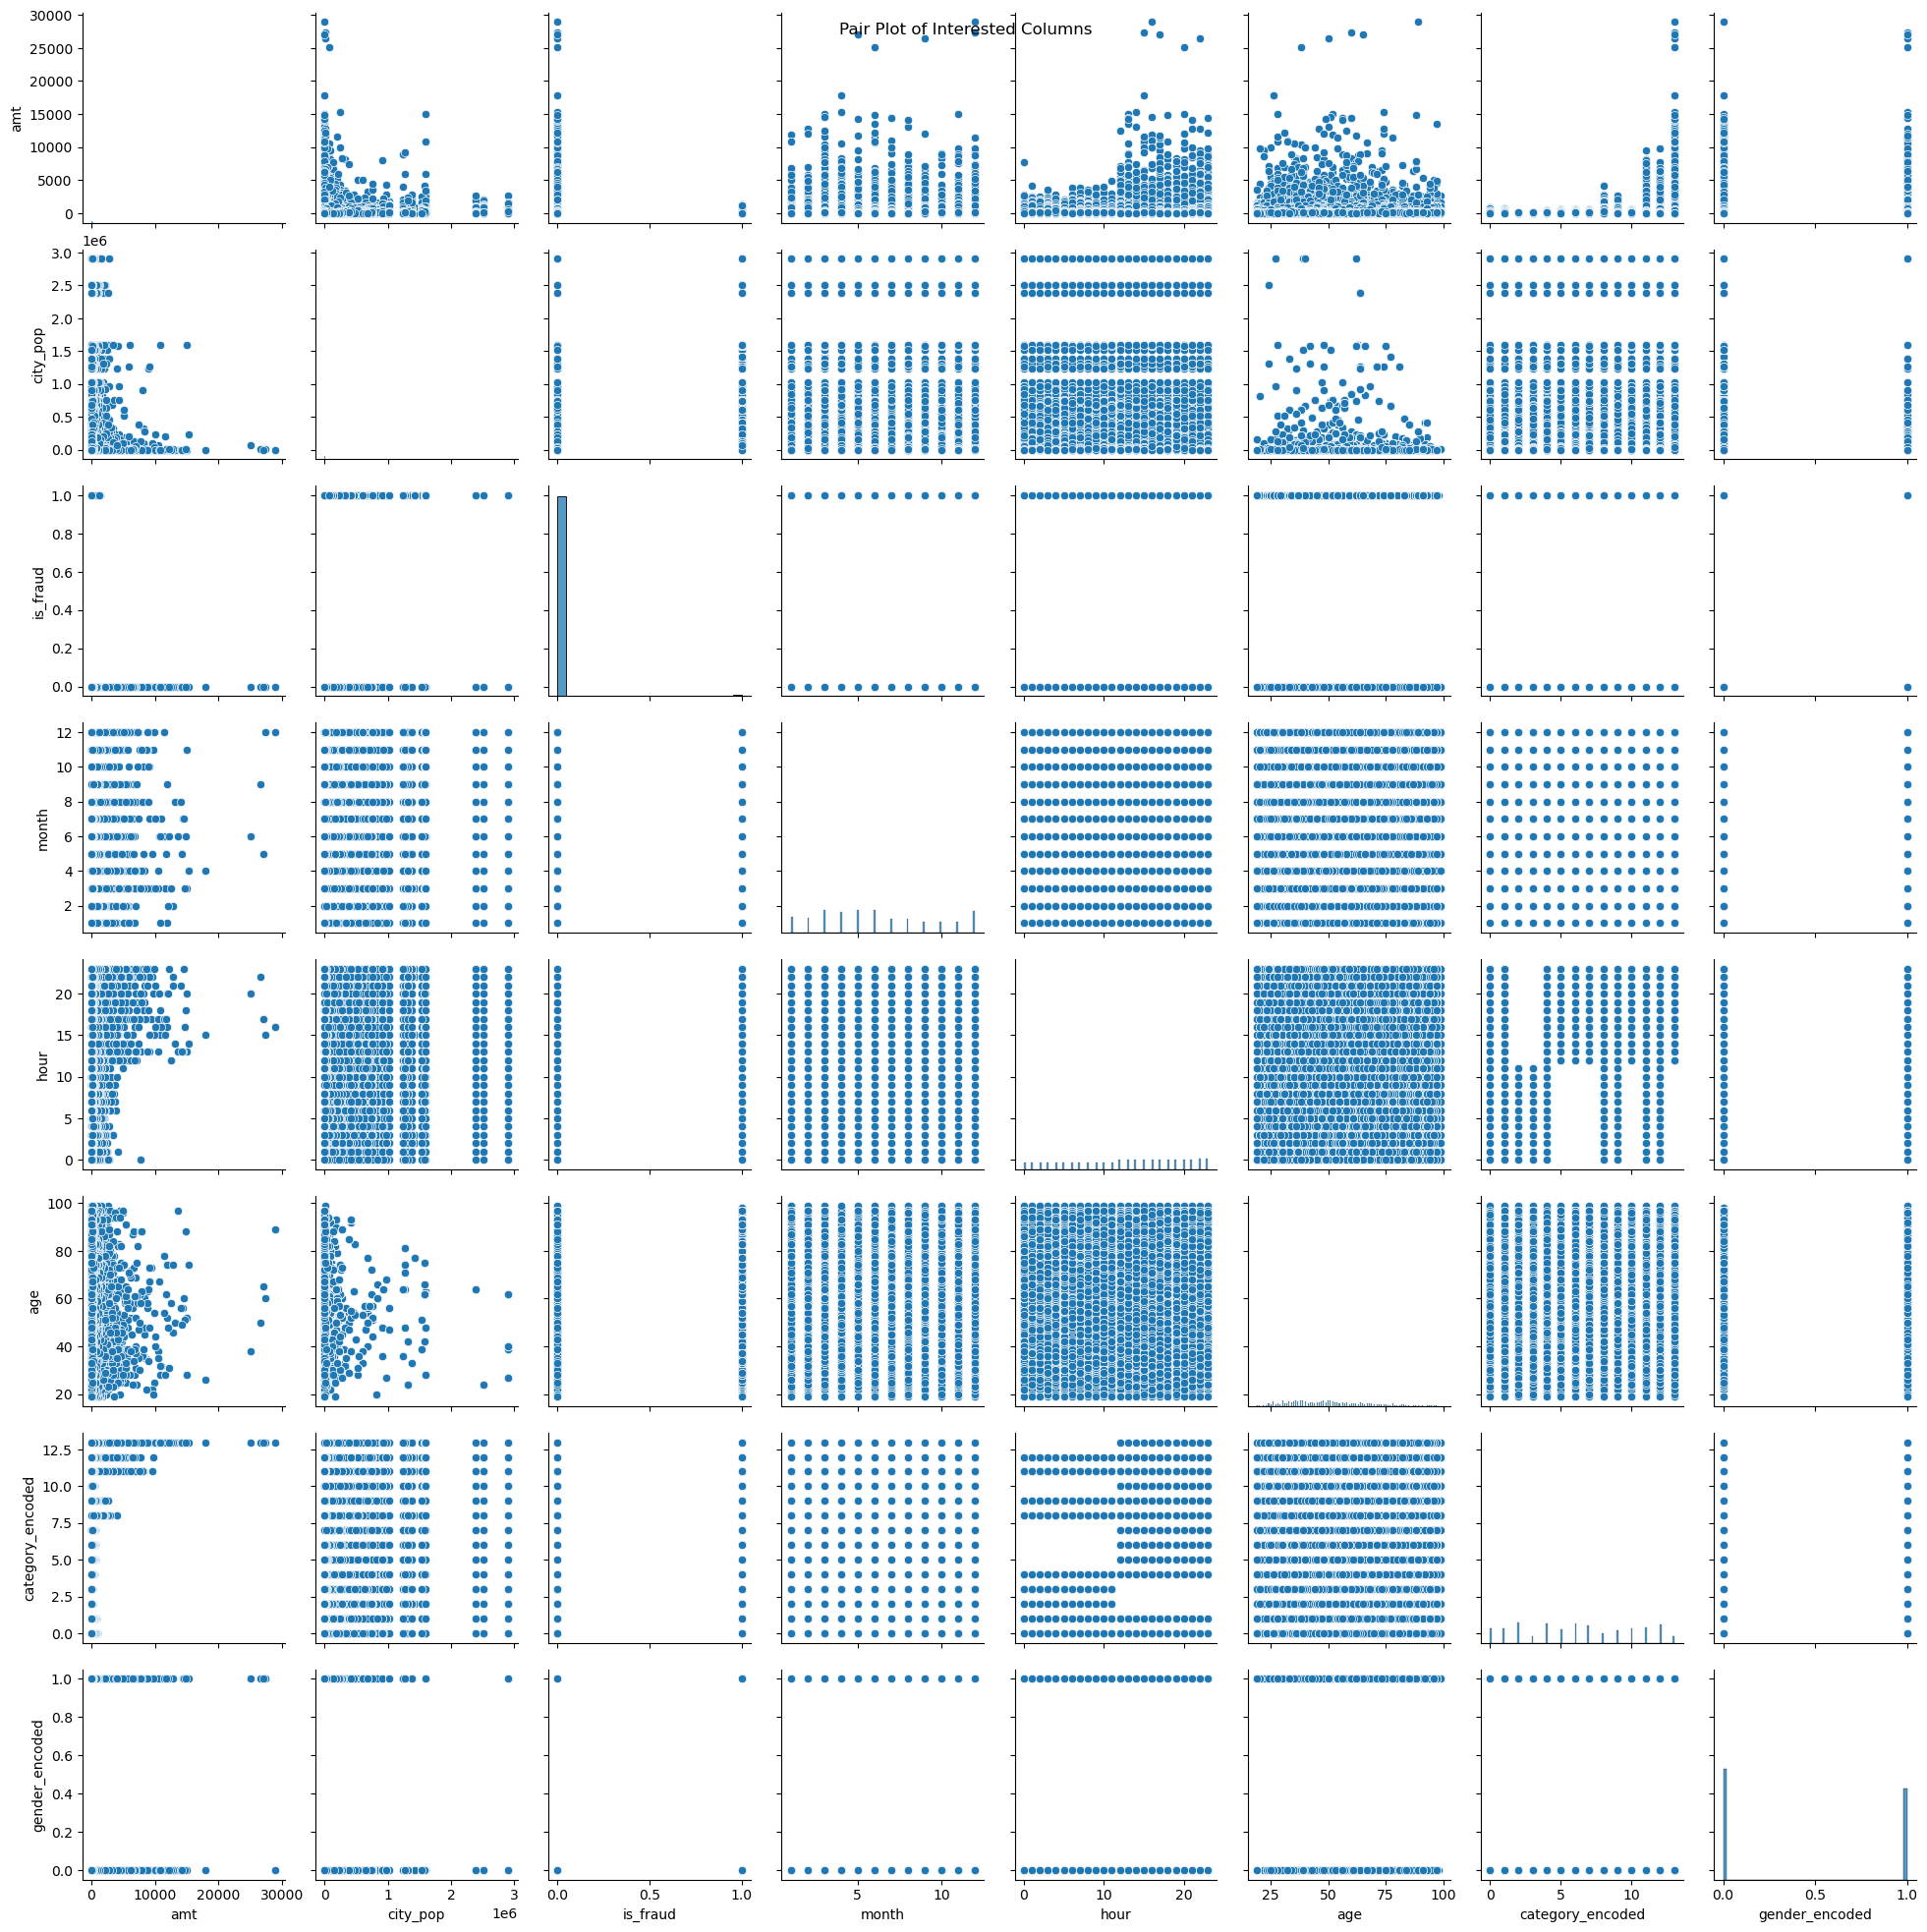 Pair Plot of Interested Columns
30000
25000
20000
15000
10000
5000
0
amt
1e6
3.0
2.5
2.0
1.5
1.0
0.5
0.0
city_pop
1.0
0.8
0.6
0.4
0.2
0.0
is_fraud
12
10
8
6
4
2
month
20
15
10
5
0
hour
100
80
60
40
20
age
12.5
10.0
7.5
5.0
2.5
0.0
category_encoded
1.0
0.8
0.6
0.4
0.2
0.0
gender_encoded
0 10000 20000 30000
0 1 2 3
0.0 0.5 1.0
5 10
0 10 20
25 50 75 100
0 5 10
0.0 0.5 1.0
1e6
amt city_pop is_fraud month hour age category_encoded gender_encoded